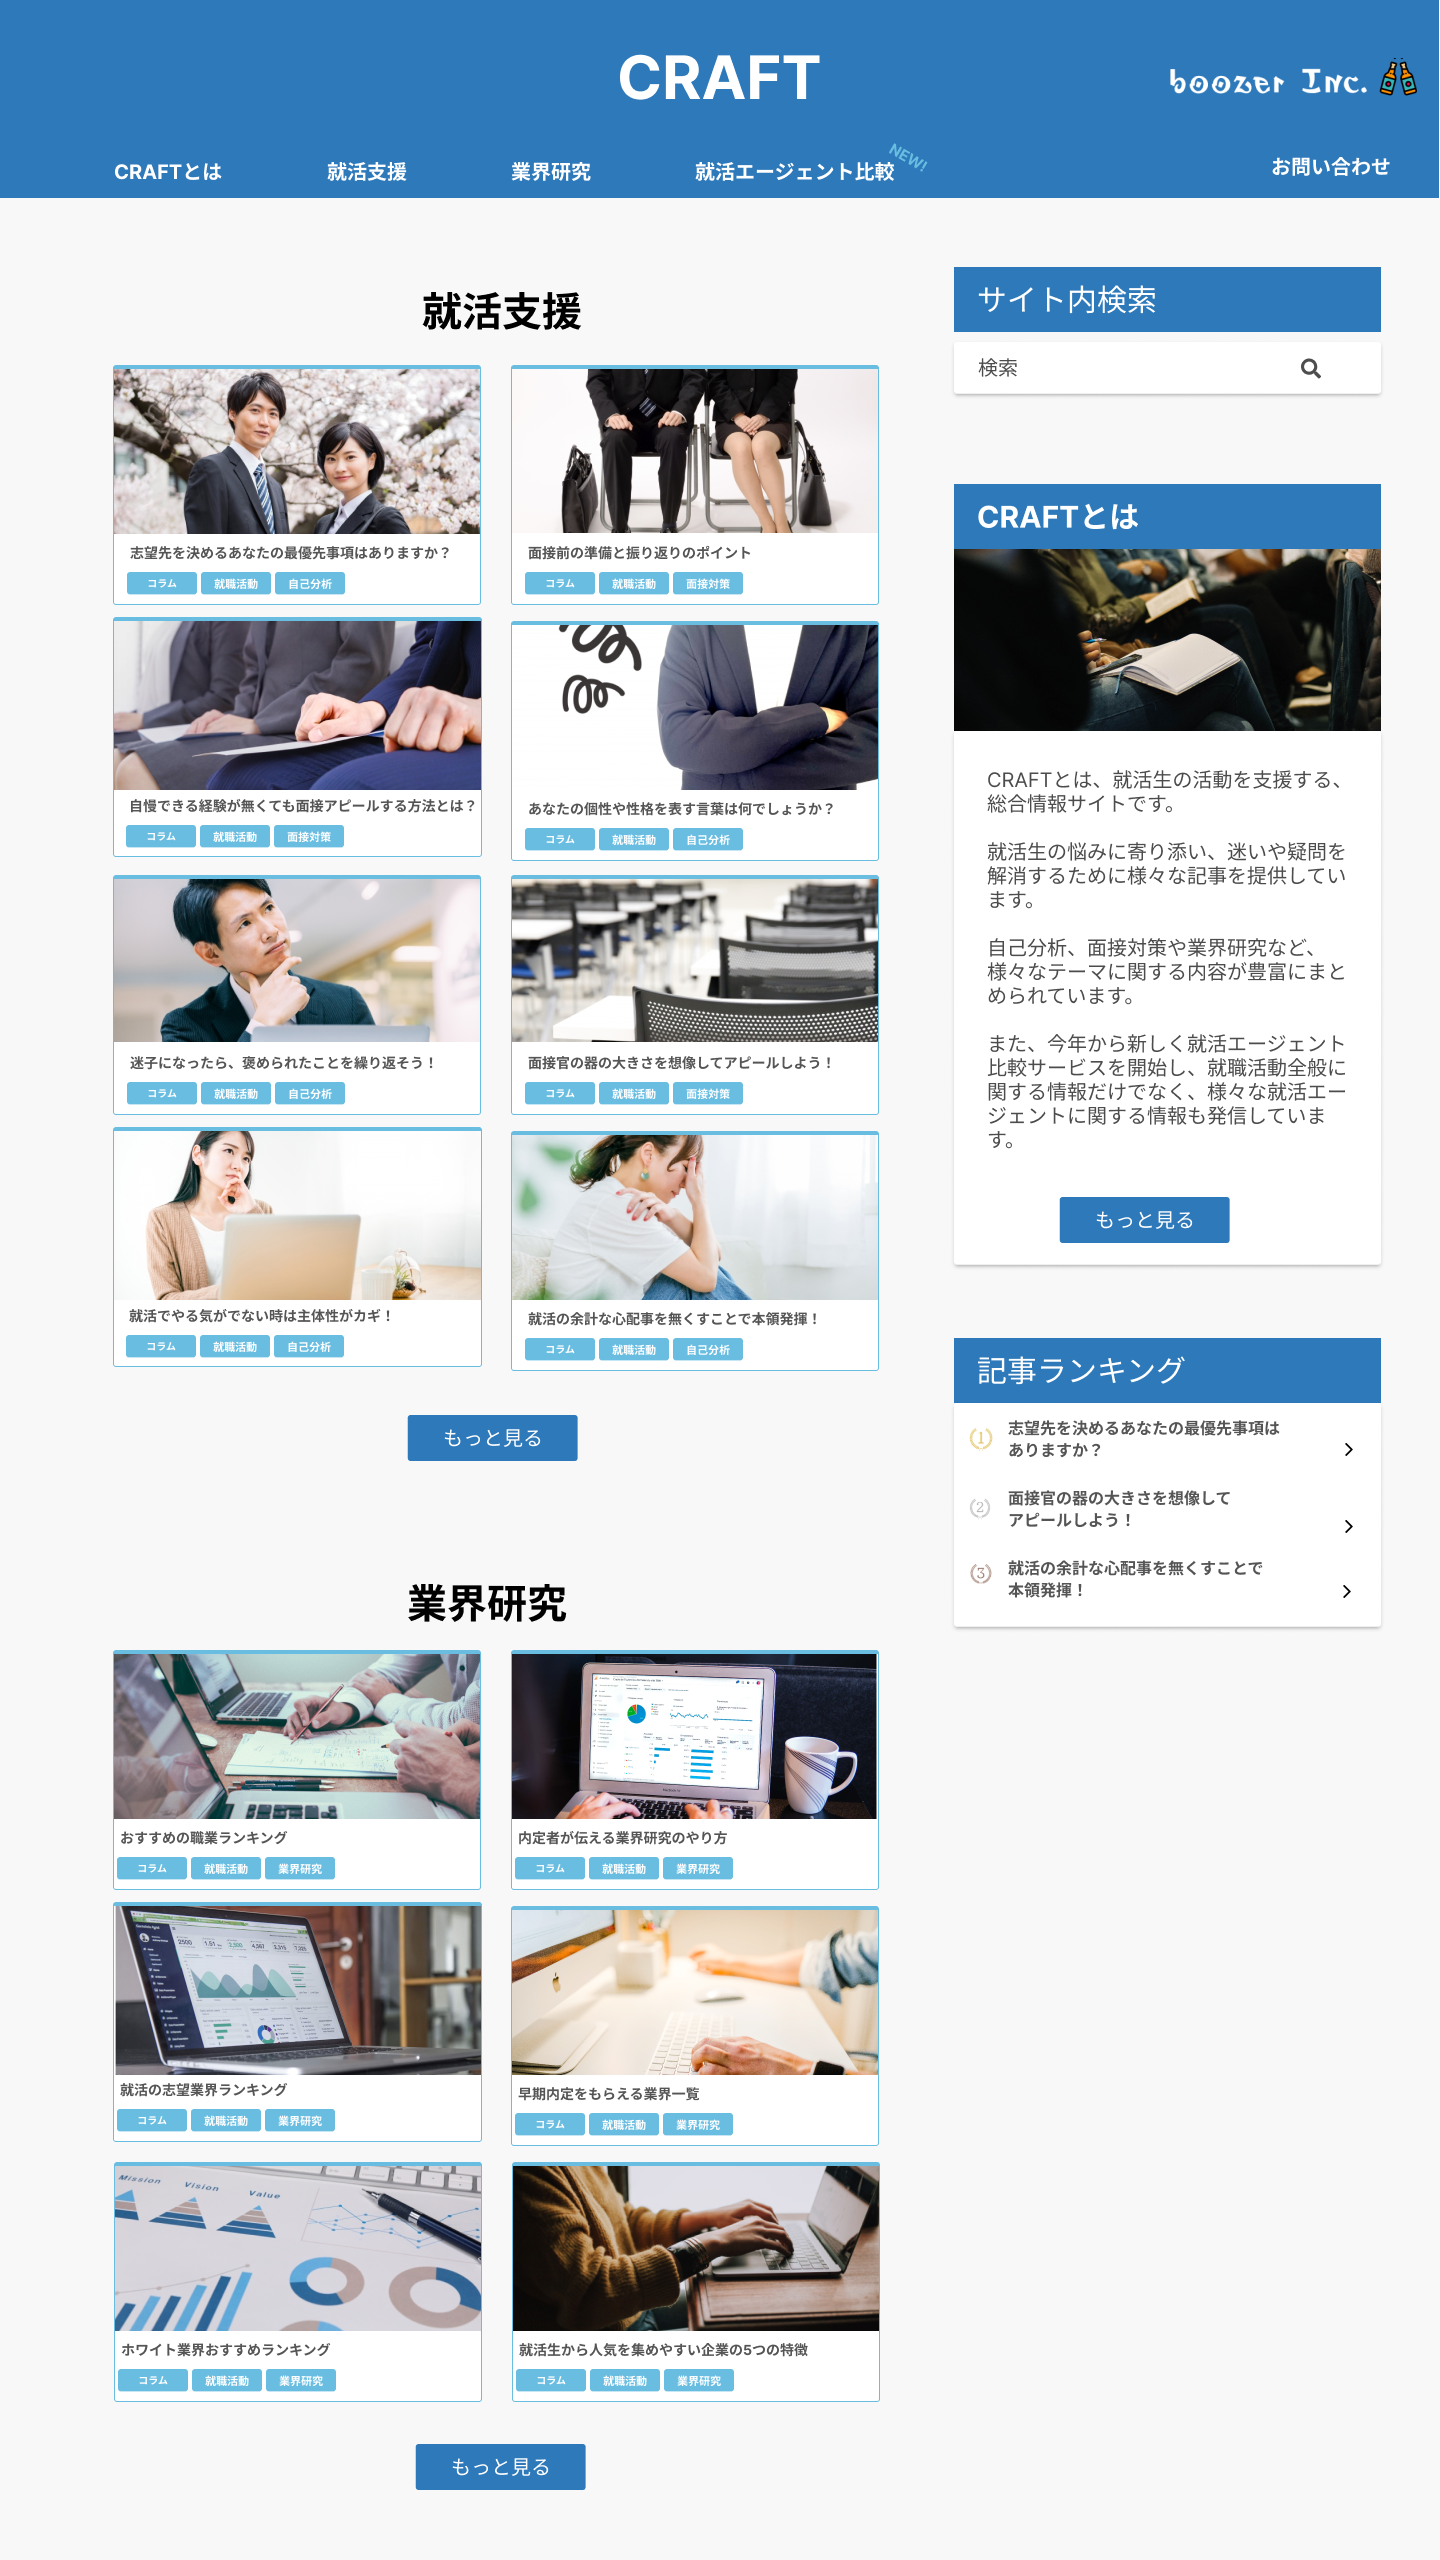 CRAFT
boozer Inc.
CRAFTとは
就活支援
業界研究
就活エージェント比較
NEW!
お問い合わせ
就活支援
志望先を決めるあなたの最優先事項はありますか？
コラム 就職活動 自己分析
面接前の準備と振り返りのポイント
コラム 就職活動 面接対策
自慢できる経験が無くても面接アピールする方法とは？
コラム 就職活動 面接対策
あなたの個性や性格を表す言葉は何でしょうか？
コラム 就職活動 自己分析
迷子になったら、褒められたことを繰り返そう！
コラム 就職活動 自己分析
面接官の器の大きさを想像してアピールしよう！
コラム 就職活動 面接対策
就活でやる気がでない時は主体性がカギ！
コラム 就職活動 自己分析
就活の余計な心配事を無くすことで本領発揮！
コラム 就職活動 自己分析
もっと見る
業界研究
おすすめの職業ランキング
コラム 就職活動 業界研究
内定者が伝える業界研究のやり方
コラム 就職活動 業界研究
就活の志望業界ランキング
コラム 就職活動 業界研究
早期内定をもらえる業界一覧
コラム 就職活動 業界研究
Mission Vision Value
ホワイト業界おすすめランキング
コラム 就職活動 業界研究
就活生から人気を集めやすい企業の5つの特徴
コラム 就職活動 業界研究
もっと見る
サイト内検索
検索
CRAFTとは
CRAFTとは、就活生の活動を支援する、
総合情報サイトです。
就活生の悩みに寄り添い、迷いや疑問を
解消するために様々な記事を提供してい
ます。
自己分析、面接対策や業界研究など、
様々なテーマに関する内容が豊富にまと
められています。
また、今年から新しく就活エージェント
比較サービスを開始し、就職活動全般に
関する情報だけでなく、様々な就活エー
ジェントに関する情報も発信していま
す。
もっと見る
記事ランキング
1
志望先を決めるあなたの最優先事項は
ありますか？
2
面接官の器の大きさを想像して
アピールしよう！
3
就活の余計な心配事を無くすことで
本領発揮！